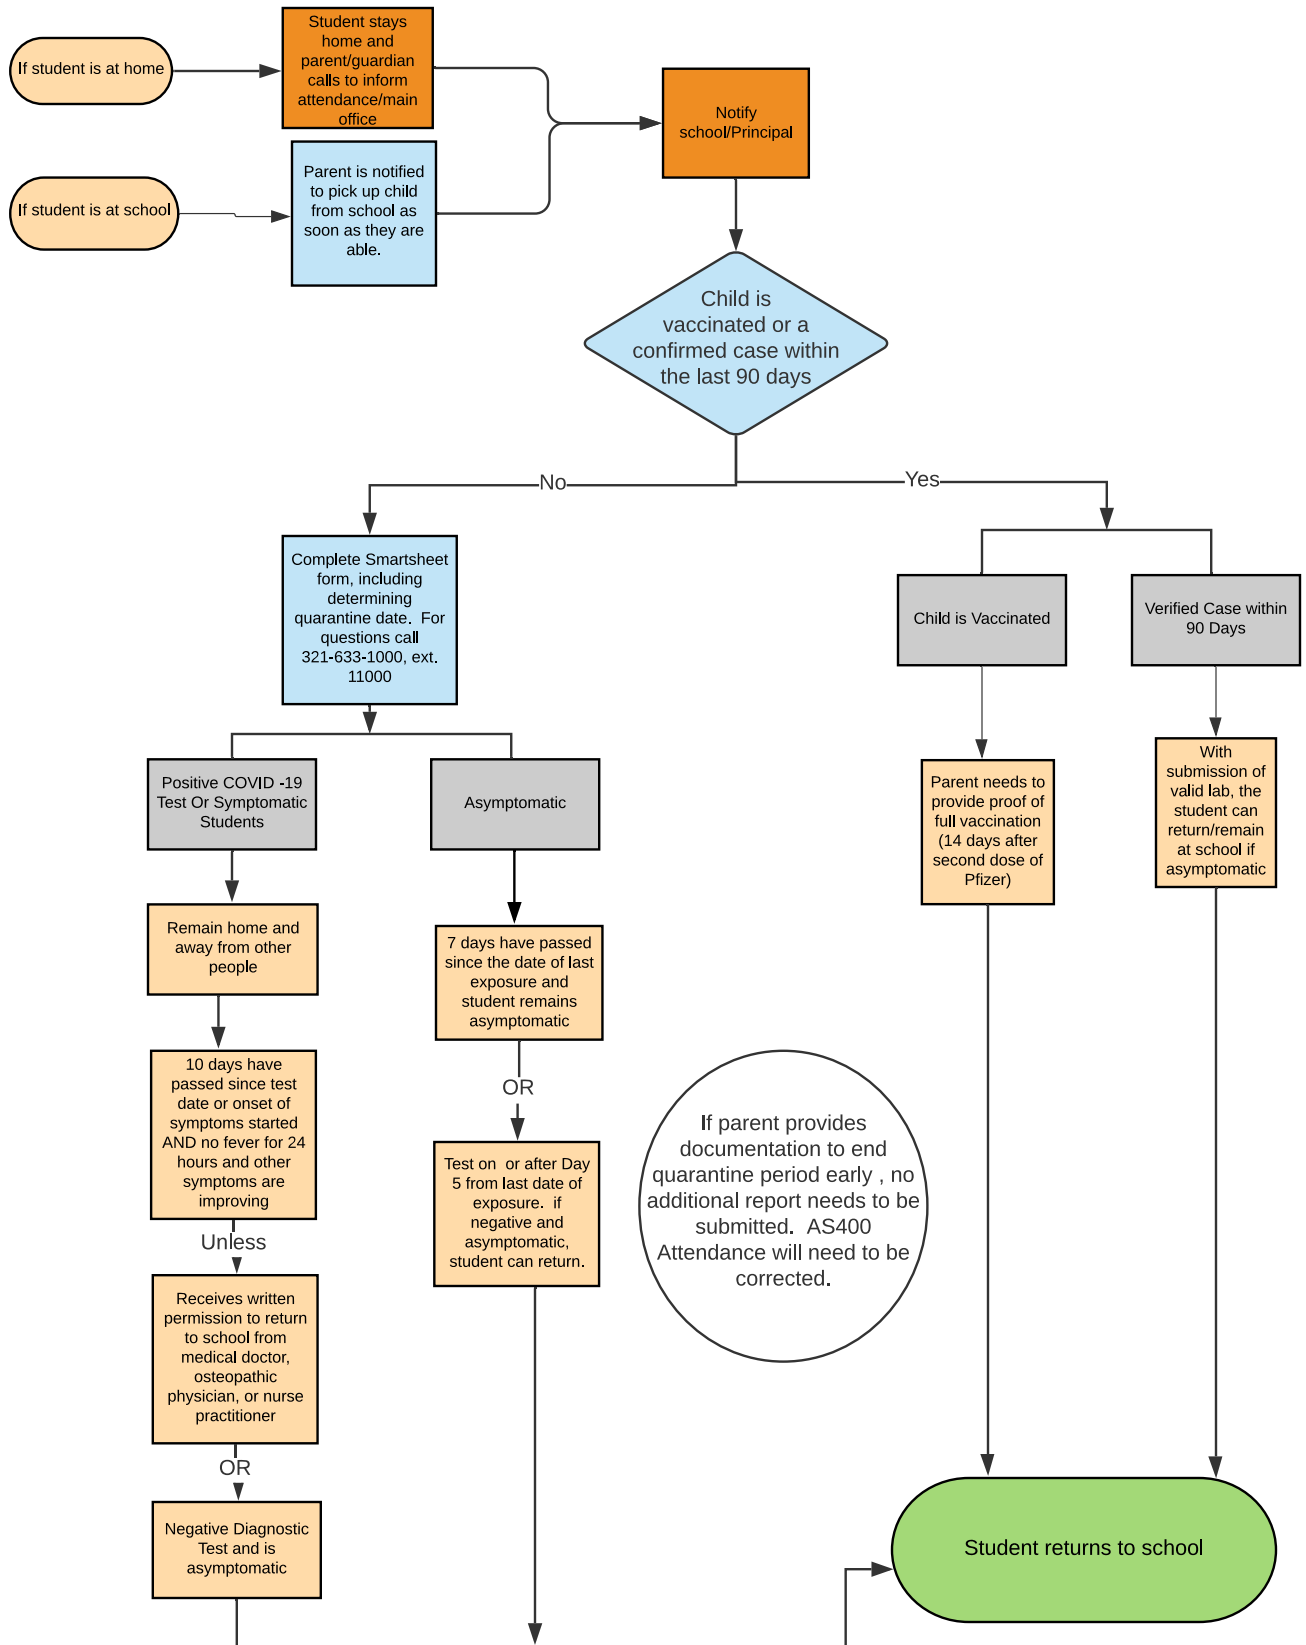 If student is at home
Student stays
home and
parent/guardian
calls to inform
attendance/main
office
Notify
school/Principal
If student is at school
Parent is notified
to pick up child
from school as
soon as they are
able.
Child is
vaccinated or a
confirmed case within
the last 90 days
No
Yes
Complete Smartsheet
form, including
determining
quarantine date.  For
questions call
321-633-1000, ext.
11000
Child is Vaccinated
Verified Case within
90 Days
Positive COVID -19
Test Or Symptomatic
Students
Asymptomatic
Parent needs to
provide proof of
full vaccination
(14 days after
second dose of
Pfizer)
With
submission of
valid lab, the
student can
return/remain
at school if
asymptomatic
Remain home and
away from other
people
7 days have passed
since the date of last
exposure and
student remains
asymptomatic
10 days have
passed since test
date or onset of
symptoms started
AND no fever for 24
hours and other
symptoms are
improving
OR
Test on  or after Day
5 from last date of
exposure.  if
negative and
asymptomatic,
student can return.
If parent provides
documentation to end
quarantine period early , no
additional report needs to be
submitted.  AS400
Attendance will need to be
corrected.
Unless
Receives written
permission to return
to school from
medical doctor,
osteopathic
physician, or nurse
practitioner
OR
Negative Diagnostic
Test and is
asymptomatic
Student returns to school